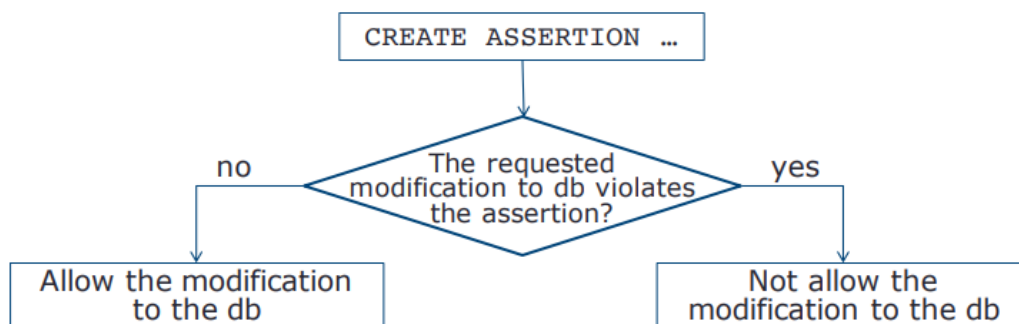 CREATE ASSERTION …
no
The requested
modification to db violates
the assertion?
yes
Allow the modification
to the db
Not allow the
modification to the db